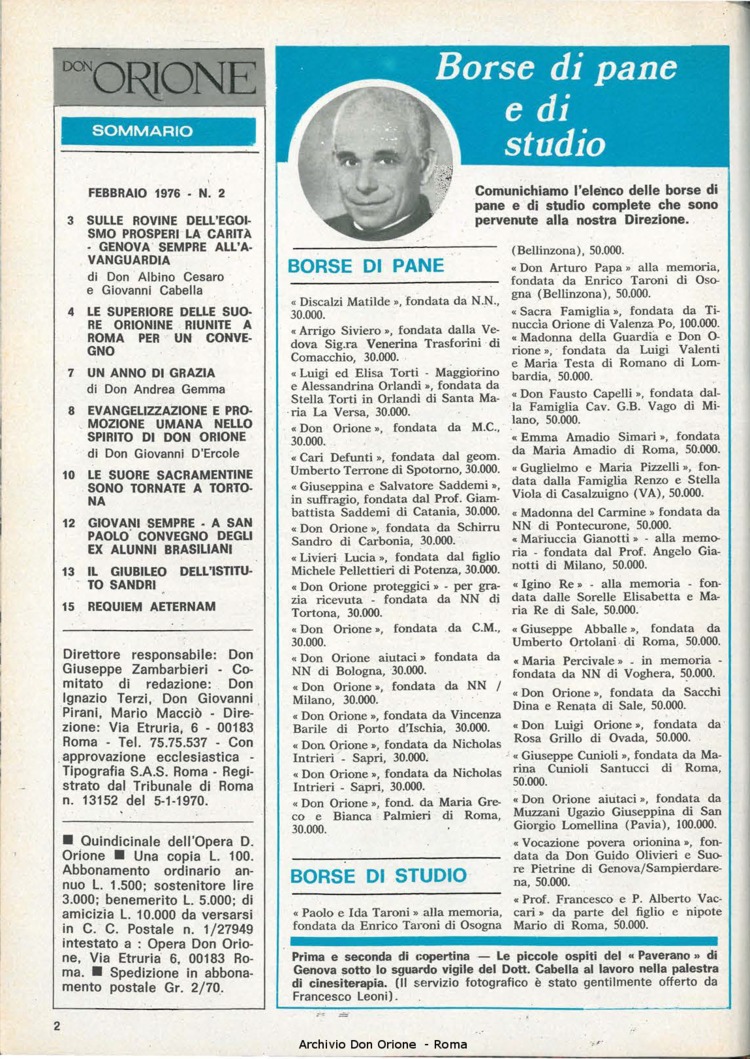 DON ORIONE
SOMMARIO
FEBBRAIO 1976 - N. 2
3 SULLE ROVINE DELL'EGOI-
SMO PROSPERI LA CARITÀ
- GENOVA SEMPRE ALL'A-
VANGUARDIA
di Don Albino Cesaro
e Giovanni Cabella
4 LE SUPERIORE DELLE SUO-
RE ORIONINE RIUNITE A
ROMA PER UN CONVE-
GNO
7 UN ANNO DI GRAZIA
di Don Andrea Gemma
8 EVANGELIZZAZIONE E PRO-
MOZIONE UMANA NELLO
SPIRITO DI DON ORIONE
di Don Giovanni D'Ercole
10 LE SUORE SACRAMENTINE
SONO TORNATE A TORTO-
NA
12 GIOVANI SEMPRE - A SAN
PAOLO CONVEGNO DEGLI
EX ALUNNI BRASILIANI
13 IL GIUBILEO DELL'ISTITU-
TO SANDRI
15 REQUIEM AETERNAM
Direttore responsabile: Don
Giuseppe Zambarbieri - Co-
mitato di redazione: Don
Ignazio Terzi, Don Giovanni
Pirani, Mario Macciò - Dire-
zione: Via Etruria, 6 - 00183
Roma - Tel. 75.75.537 - Con
approvazione ecclesiastica -
Tipografia S.A.S. Roma - Regi-
strato dal Tribunale di Roma
n. 13152 del 5-1-1970.
■ Quindicinale dell'Opera D.
Orione ■ Una copia L. 100.
Abbonamento ordinario an-
nuo L. 1.500; sostenitore lire
3.000; benemerito L. 5.000; di
amicizia L. 10.000 da versarsi
in C. C. Postale n. 1/27949
intestato a : Opera Don Orio-
ne, Via Etruria 6, 00183 Ro-
ma. ■ Spedizione in abbona-
mento postale Gr. 2/70.
Borse di pane
e di
studio
Comunichiamo l'elenco delle borse di
pane e di studio complete che sono
pervenute alla nostra Direzione.
BORSE DI PANE
« Discalzi Matilde », fondata da N.N.,
30.000.
« Arrigo Siviero », fondata dalla Ve-
dova Sig.ra Venerina Trasforini di
Comacchio, 30.000.
« Luigi ed Elisa Torti - Maggiorino
e Alessandrina Orlandi », fondata da
Stella Torti in Orlandi di Santa Ma-
ria La Versa, 30.000.
« Don Orione », fondata da M.C.,
30.000.
« Cari Defunti », fondata dal geom.
Umberto Terrone di Spotorno, 30.000.
« Giuseppina e Salvatore Saddemi »,
in suffragio, fondata dal Prof. Giam-
battista Saddemi di Catania, 30.000.
« Don Orione », fondata da Schirru
Sandro di Carbonia, 30.000.
« Livieri Lucia », fondata dal figlio
Michele Pellettieri di Potenza, 30.000.
« Don Orione proteggici » - per gra-
zia ricevuta - fondata da NN di
Tortona, 30.000.
« Don Orione », fondata da C.M.,
30.000.
« Don Orione aiutaci » fondata da
NN di Bologna, 30.000.
« Don Orione », fondata da NN /
Milano, 30.000.
« Don Orione », fondata da Vincenza
Barile di Porto d'Ischia, 30.000.
« Don Orione », fondata da Nicholas
Intrieri - Sapri, 30.000.
« Don Orione », fondata da Nicholas
Intrieri - Sapri, 30.000.
« Don Orione », fond. da Maria Gre-
co e Bianca Palmieri di Roma,
30.000.
BORSE DI STUDIO
« Paolo e Ida Taroni » alla memoria,
fondata da Enrico Taroni di Osogna
(Bellinzona), 50.000.
« Don Arturo Papa » alla memoria,
fondata da Enrico Taroni di Oso-
gna (Bellinzona), 50.000.
« Sacra Famiglia », fondata da Ti-
nuccia Orione di Valenza Po, 100.000.
« Madonna della Guardia e Don O-
rione », fondata da Luigi Valenti
e Maria Testa di Romano di Lom-
bardia, 50.000.
« Don Fausto Capelli », fondata dal-
la Famiglia Cav. G.B. Vago di Mi-
lano, 50.000.
« Emma Amadio Simari », fondata
da Maria Amadio di Roma, 50.000.
« Guglielmo e Maria Pizzelli », fon-
data dalla Famiglia Renzo e Stella
Viola di Casalzuigno (VA), 50.000.
« Madonna del Carmine » fondata da
NN di Pontecurone, 50.000.
« Mariuccia Gianotti » - alla memo-
ria - fondata dal Prof. Angelo Gia-
notti di Milano, 50.000.
« Igino Re » - alla memoria - fon-
data dalle Sorelle Elisabetta e Ma-
ria Re di Sale, 50.000.
« Giuseppe Abballe », fondata da
Umberto Ortolani di Roma, 50.000.
« Maria Percivale » - in memoria -
fondata da NN di Voghera, 50.000.
« Don Orione », fondata da Sacchi
Dina e Renata di Sale, 50.000.
« Don Luigi Orione », fondata da
Rosa Grillo di Ovada, 50.000.
« Giuseppe Cunioli », fondata da Ma-
rina Cunioli Santucci di Roma,
50.000.
« Don Orione aiutaci », fondata da
Muzzani Ugazio Giuseppina di San
Giorgio Lomellina (Pavia), 100.000.
« Vocazione povera orionina », fon-
data da Don Guido Olivieri e Suo-
re Pietrine di Genova/Sampierdare-
na, 50.000.
« Prof. Francesco e P. Alberto Vac-
cari » da parte del figlio e nipote
Mario di Roma, 50.000.
Prima e seconda di copertina — Le piccole ospiti del « Paverano » di
Genova sotto lo sguardo vigile del Dott. Cabella al lavoro nella palestra
di cinesiterapia. (Il servizio fotografico è stato gentilmente offerto da
Francesco Leoni).
2
Archivio Don Orione - Roma